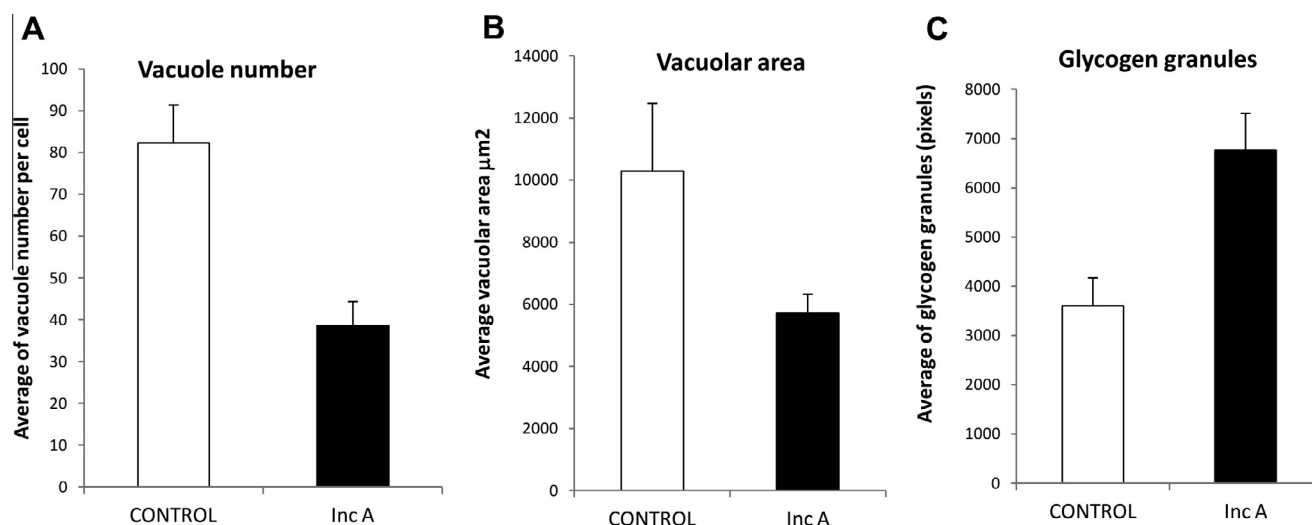 A
Vacuole number
Average of vacuole number per cell
100
90
80
70
60
50
40
30
20
10
0
CONTROL
Inc A
B
Vacuolar area
Average vacuolar area μm2
14000
12000
10000
8000
6000
4000
2000
0
CONTROL
Inc A
C
Glycogen granules
Average of glycogen granules (pixels)
8000
7000
6000
5000
4000
3000
2000
1000
0
CONTROL
Inc A